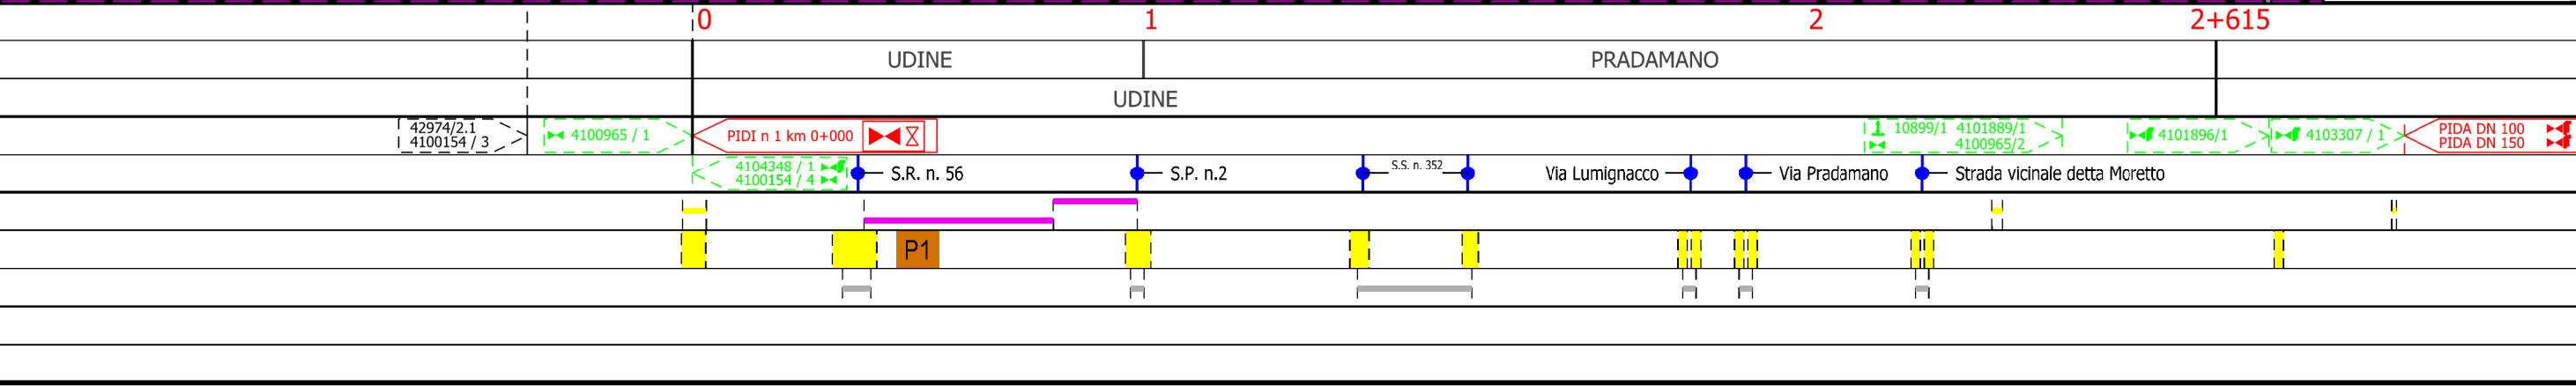 0 1 2 2+615
UDINE PRADAMANO
UDINE
42974/2.1
4100154 / 3
4100965 / 1
PIDI n 1 km 0+000
1 10899/1 4101889/1
4100965/2
4101896/1
4103307 / 1
PIDA DN 100
PIDA DN 150
4104348 / 1
4100154 / 4
S.R. n. 56
S.P. n.2
S.S. n. 352
Via Lumignacco
Via Pradamano
Strada vicinale detta Moretto
P1